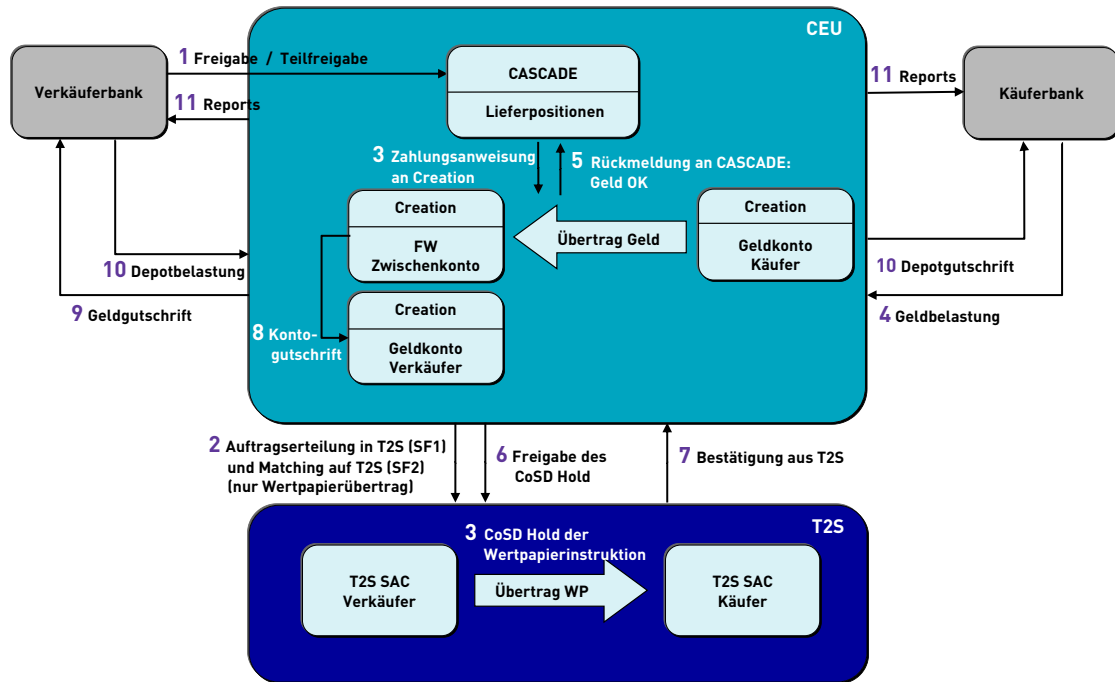 CEU
1 Freigabe / Teilfreigabe
CASCADE
Lieferpositionen
Verkäuferbank
11 Reports
11 Reports
Käuferbank
3 Zahlungsanweisung
an Creation
5 Rückmeldung an CASCADE:
Geld OK
Creation
FW
Zwischenkonto
Übertrag Geld
Creation
Geldkonto
Käufer
10 Depotbelastung
10 Depotgutschrift
9 Geldgutschrift
4 Geldbelastung
8 Konto-
gutschrift
Creation
Geldkonto
Verkäufer
2 Auftragserteilung in T2S (SF1)
und Matching auf T2S (SF2)
(nur Wertpapierübertrag)
6 Freigabe des
CoSD Hold
7 Bestätigung aus T2S
T2S
3 CoSD Hold der
Wertpapierinstruktion
T2S SAC
Verkäufer
Übertrag WP
T2S SAC
Käufer